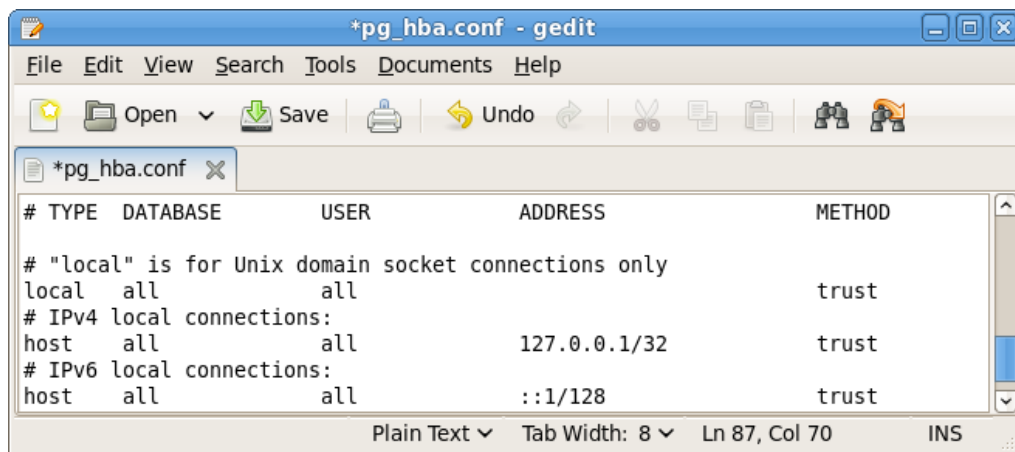 *pg_hba.conf - gedit
File Edit View Search Tools Documents Help
Open Save Undo
*pg_hba.conf
# TYPE  DATABASE        USER            ADDRESS                 METHOD
# "local" is for Unix domain socket connections only
local   all             all                                     trust
# IPv4 local connections:
host    all             all             127.0.0.1/32            trust
# IPv6 local connections:
host    all             all             ::1/128                 trust
Plain Text Tab Width: 8 Ln 87, Col 70 INS